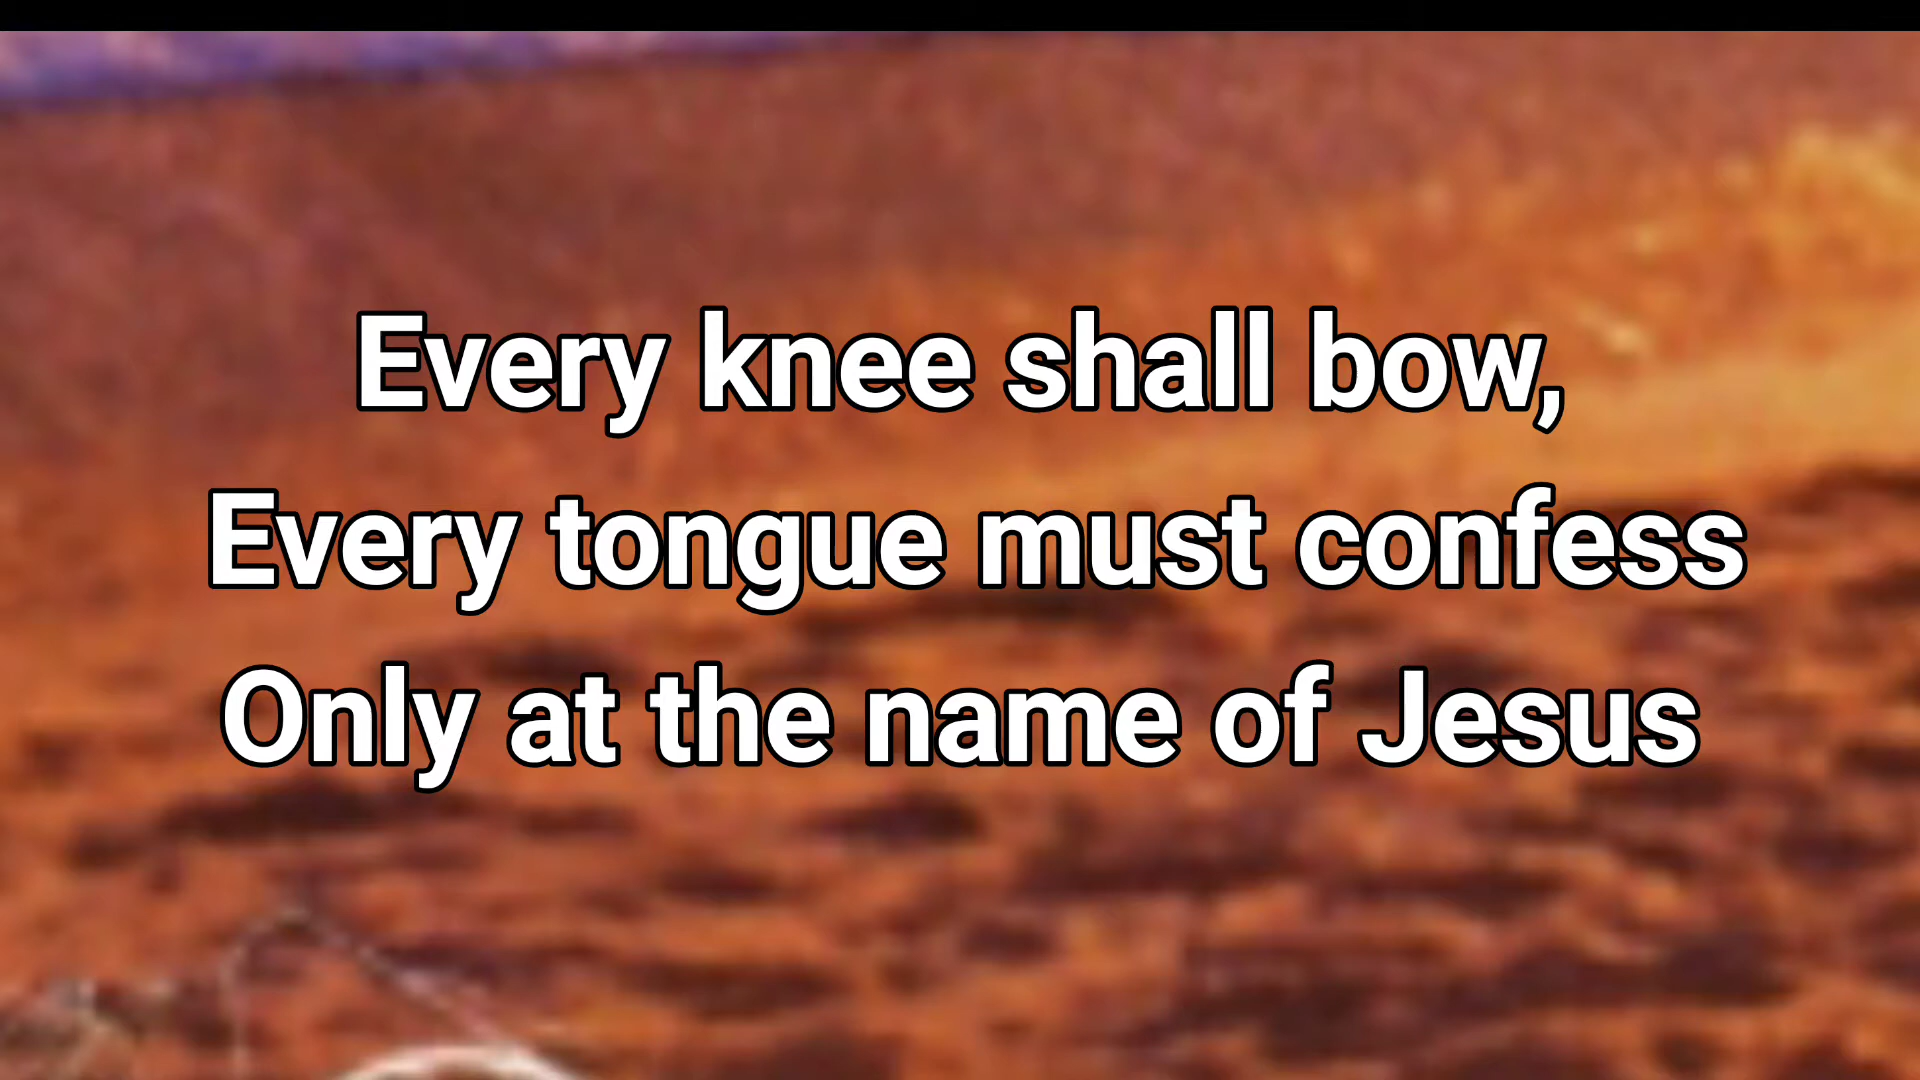 Every knee shall bow,
Every tongue must confess
Only at the name of Jesus